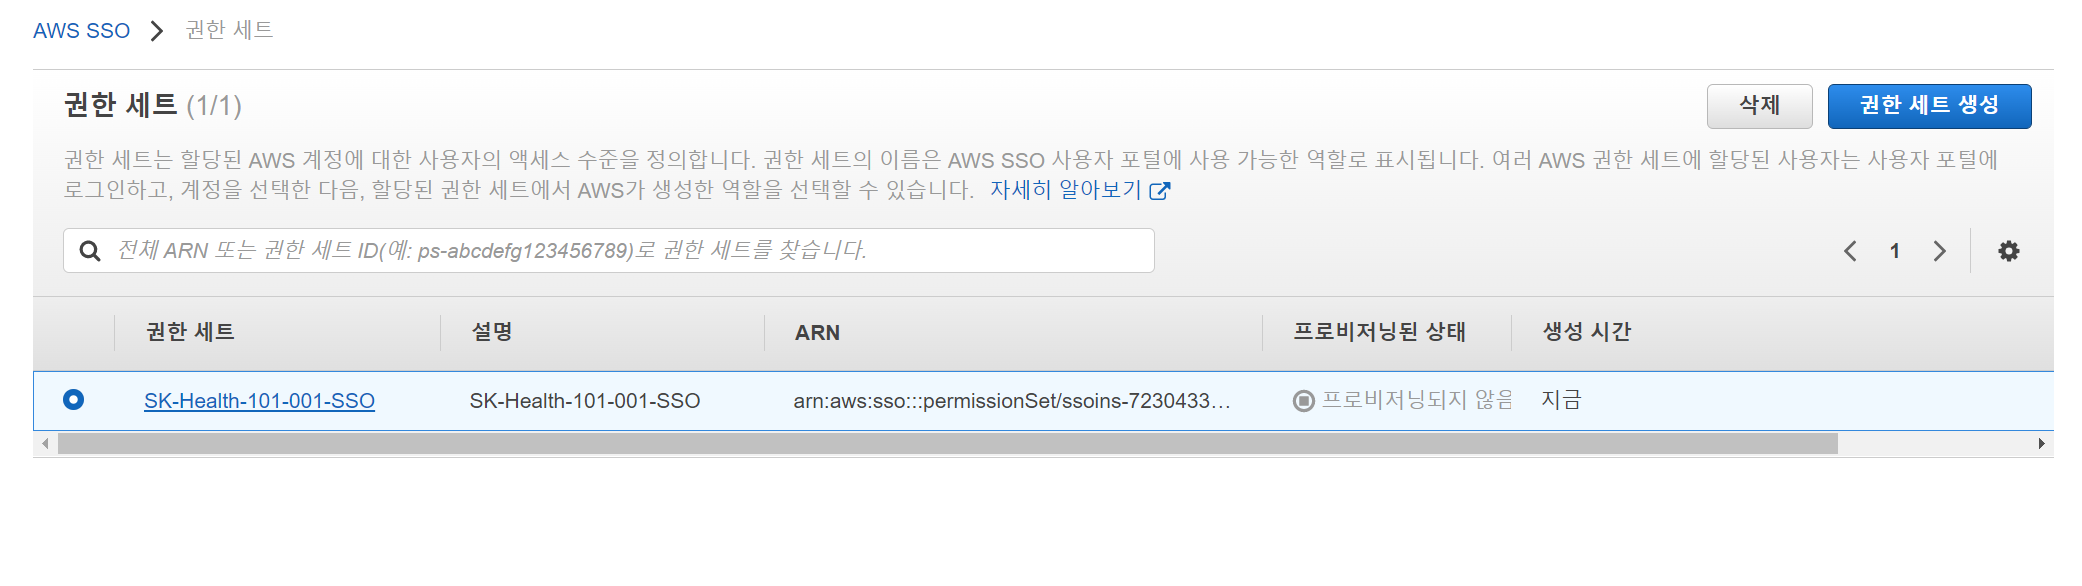 AWS SSO > 권한 세트
권한 세트 (1/1)
삭제
권한 세트 생성
권한 세트는 할당된 AWS 계정에 대한 사용자의 액세스 수준을 정의합니다. 권한 세트의 이름은 AWS SSO 사용자 포털에 사용 가능한 역할로 표시됩니다. 여러 AWS 권한 세트에 할당된 사용자는 사용자 포털에
로그인하고, 계정을 선택한 다음, 할당된 권한 세트에서 AWS가 생성한 역할을 선택할 수 있습니다. 자세히 알아보기
전체 ARN 또는 권한 세트 ID(예: ps-abcdefg123456789)로 권한 세트를 찾습니다.
1
권한 세트 설명 ARN 프로비저닝된 상태 생성 시간
SK-Health-101-001-SSO SK-Health-101-001-SSO arn:aws:sso:::permissionSet/ssoins-7230433... 프로비저닝되지 않음 지금